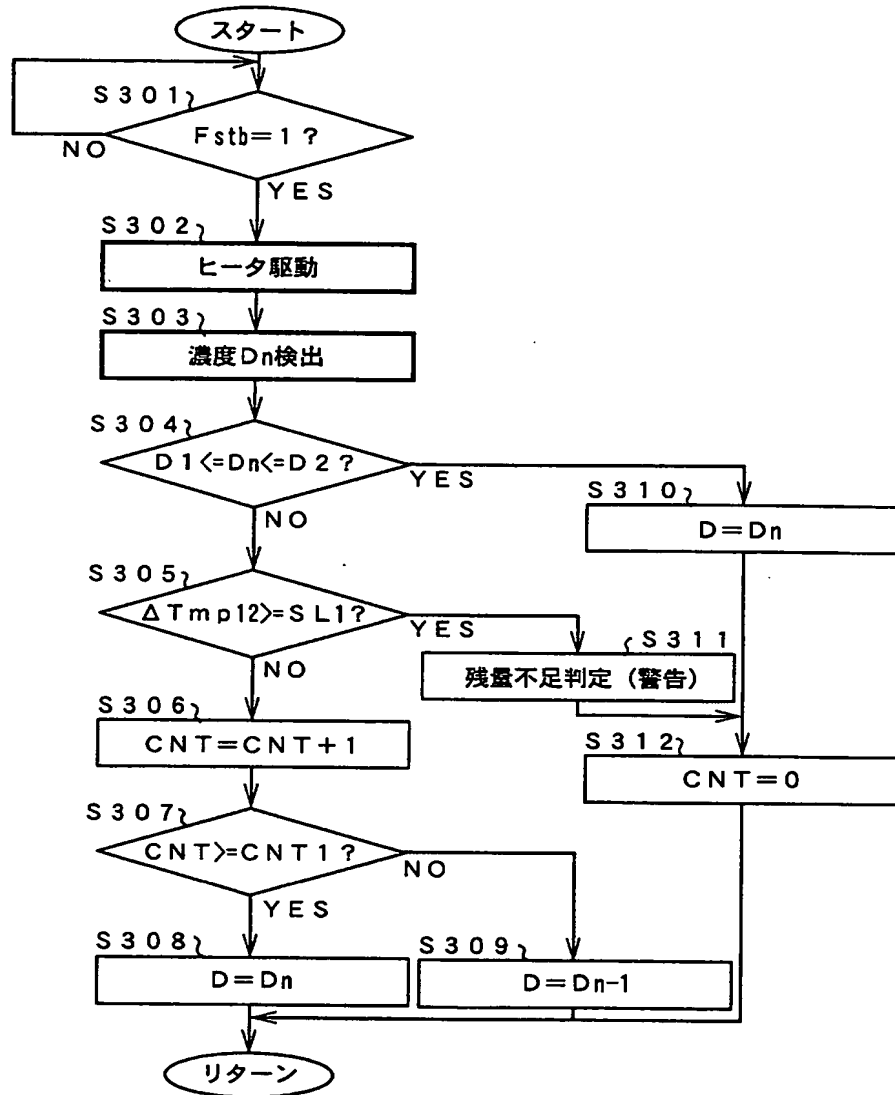 スタート
S301
Fstb=1?
NO
YES
S302
ヒータ駆動
S303
濃度Dn検出
S304
D1<=Dn<=D2?
YES
NO
S310
D=Dn
S305
ΔTmp12>=SL1?
YES
NO
S311
残量不足判定(警告)
S306
CNT=CNT+1
S312
CNT=0
S307
CNT>=CNT1?
NO
YES
S308
D=Dn
S309
D=Dn-1
リターン